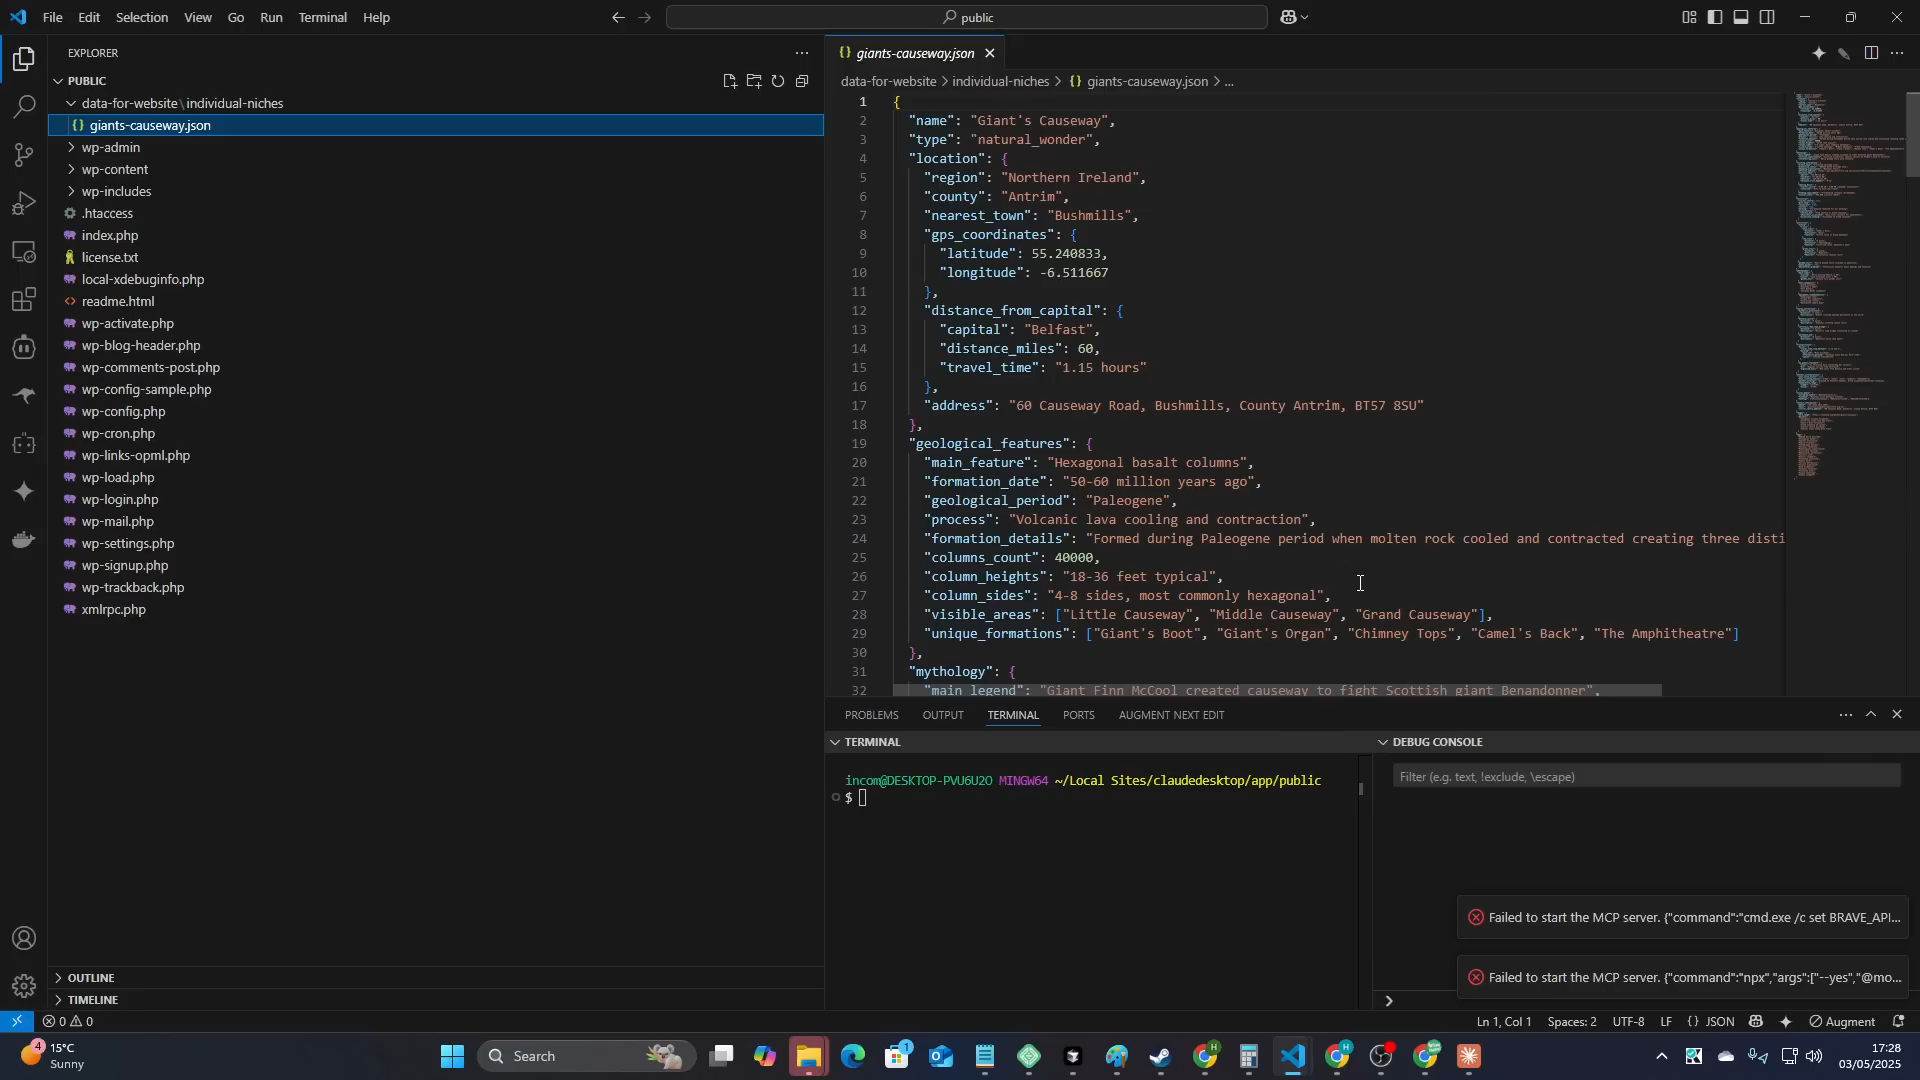 File Edit Selection View Go Run Terminal Help
public
EXPLORER
PUBLIC
data-for-website\individual-niches
giants-causeway.json
wp-admin
wp-content
wp-includes
.htaccess
index.php
license.txt
local-xdebuginfo.php
readme.html
wp-activate.php
wp-blog-header.php
wp-comments-post.php
wp-config-sample.php
wp-config.php
wp-cron.php
wp-links-opml.php
wp-load.php
wp-login.php
wp-mail.php
wp-settings.php
wp-signup.php
wp-trackback.php
xmlrpc.php
OUTLINE
TIMELINE
{} giants-causeway.json
data-for-website > individual-niches > {} giants-causeway.json > ...
1 {
2 "name": "Giant's Causeway",
3 "type": "natural_wonder",
4 "location": {
5 "region": "Northern Ireland",
6 "county": "Antrim",
7 "nearest_town": "Bushmills",
8 "gps_coordinates": {
9 "latitude": 55.240833,
10 "longitude": -6.511667
11 },
12 "distance_from_capital": {
13 "capital": "Belfast",
14 "distance_miles": 60,
15 "travel_time": "1.15 hours"
16 },
17 "address": "60 Causeway Road, Bushmills, County Antrim, BT57 8SU"
18 },
19 "geological_features": {
20 "main_feature": "Hexagonal basalt columns",
21 "formation_date": "50-60 million years ago",
22 "geological_period": "Paleogene",
23 "process": "Volcanic lava cooling and contraction",
24 "formation_details": "Formed during Paleogene period when molten rock cooled and contracted creating three disti
25 "columns_count": 40000,
26 "column_heights": "18-36 feet typical",
27 "column_sides": "4-8 sides, most commonly hexagonal",
28 "visible_areas": ["Little Causeway", "Middle Causeway", "Grand Causeway"],
29 "unique_formations": ["Giant's Boot", "Giant's Organ", "Chimney Tops", "Camel's Back", "The Amphitheatre"]
30 },
31 "mythology": {
32 "main_legend": "Giant Finn McCool created causeway to fight Scottish giant Benandonner",
PROBLEMS OUTPUT TERMINAL PORTS AUGMENT NEXT EDIT
TERMINAL
incom@DESKTOP-PVU6U2O MINGW64 ~/Local Sites/claudedesktop/app/public
$
DEBUG CONSOLE
Filter (e.g. text, !exclude, \escape)
Failed to start the MCP server. {"command":"cmd.exe /c set BRAVE_API...
Failed to start the MCP server. {"command":"npx","args":["--yes","@mo...
0 0
Ln 1, Col 1 Spaces: 2 UTF-8 LF {} JSON Augment
4
15°C
Sunny
Search
1
H
H
17:28
03/05/2025